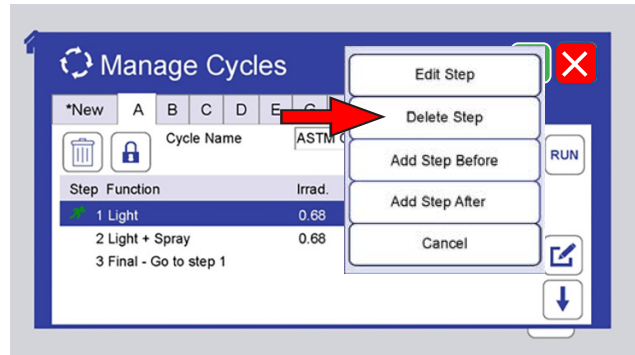 Manage Cycles
*New A B C D E G
Cycle Name ASTM
RUN
Step Function Irrad.
1 Light 0.68
2 Light + Spray 0.68
3 Final - Go to step 1
Edit Step
Delete Step
Add Step Before
Add Step After
Cancel